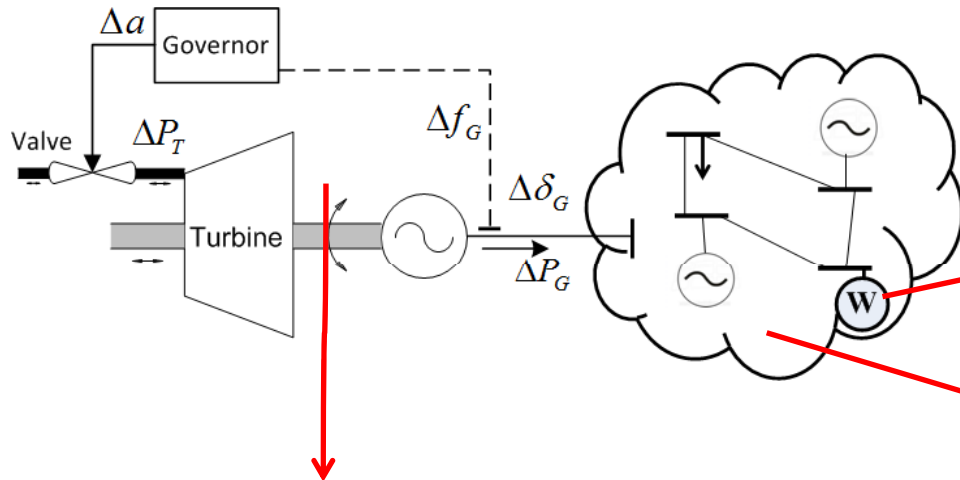 Δa
Governor
Valve
ΔP_T
Δf_G
Turbine
Δδ_G
ΔP_G
W